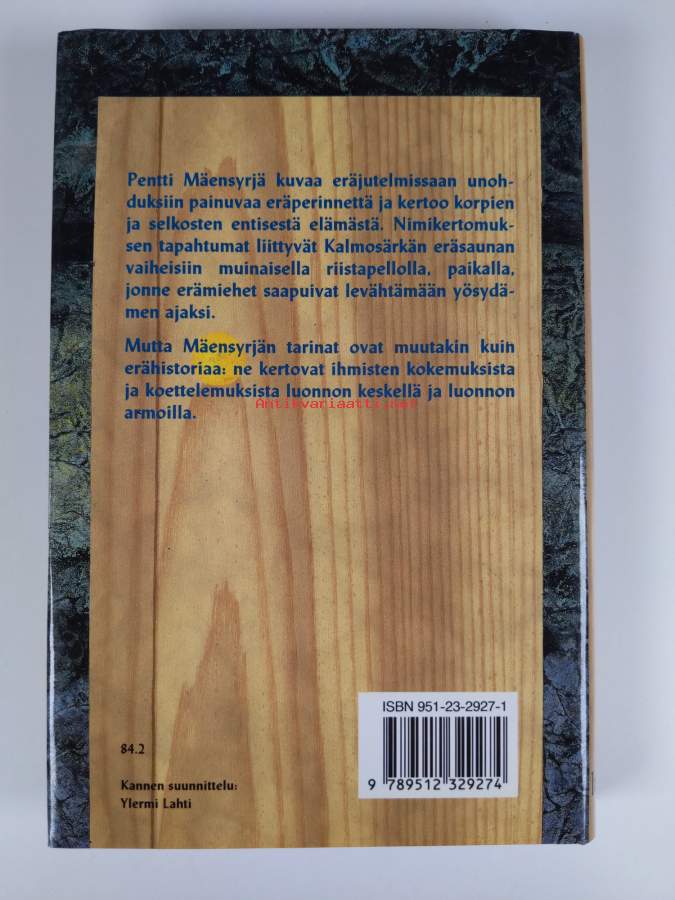 Pentti Mäensyrjä kuvaa eräjutelmissaan unoh-
duksiin painuvaa eräperinnettä ja kertoo korpien
ja selkosten entisestä elämästä. Nimikertomuk-
sen tapahtumat liittyvät Kalmosärkän eräsaunan
vaiheisiin muinaisella riistapellolla, paikalla,
jonne erämiehet saapuivat levähtämään yösydä-
men ajaksi.
Mutta Mäensyrjän tarinat ovat muutakin kuin
erähistoriaa: ne kertovat ihmisten kokemuksista
ja koettelemuksista luonnon keskellä ja luonnon
armoilla.
Antikvariaatti.net
ISBN 951-23-2927-1
9 789512 329274
84.2
Kannen suunnittelu:
Ylermi Lahti